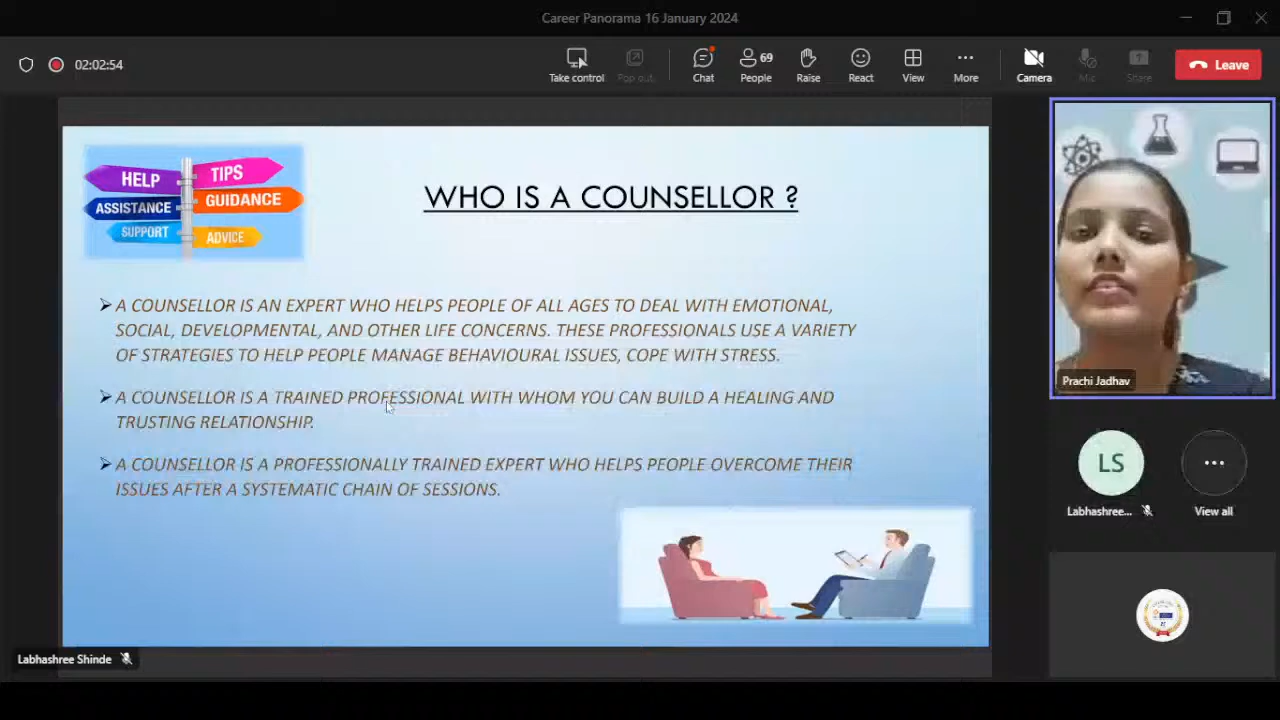 Career Panorama 16 January 2024
02:02:54
Take control
Pop out
Chat
69
People
Raise
React
View
More
Camera
Mic
Share
Leave
HELP
TIPS
ASSISTANCE
GUIDANCE
SUPPORT
ADVICE
WHO IS A COUNSELLOR ?
A COUNSELLOR IS AN EXPERT WHO HELPS PEOPLE OF ALL AGES TO DEAL WITH EMOTIONAL,
SOCIAL, DEVELOPMENTAL, AND OTHER LIFE CONCERNS. THESE PROFESSIONALS USE A VARIETY
OF STRATEGIES TO HELP PEOPLE MANAGE BEHAVIOURAL ISSUES, COPE WITH STRESS.
A COUNSELLOR IS A TRAINED PROFESSIONAL WITH WHOM YOU CAN BUILD A HEALING AND
TRUSTING RELATIONSHIP.
A COUNSELLOR IS A PROFESSIONALLY TRAINED EXPERT WHO HELPS PEOPLE OVERCOME THEIR
ISSUES AFTER A SYSTEMATIC CHAIN OF SESSIONS.
Prachi Jadhav
LS
Labhashree...
View all
Labhashree Shinde